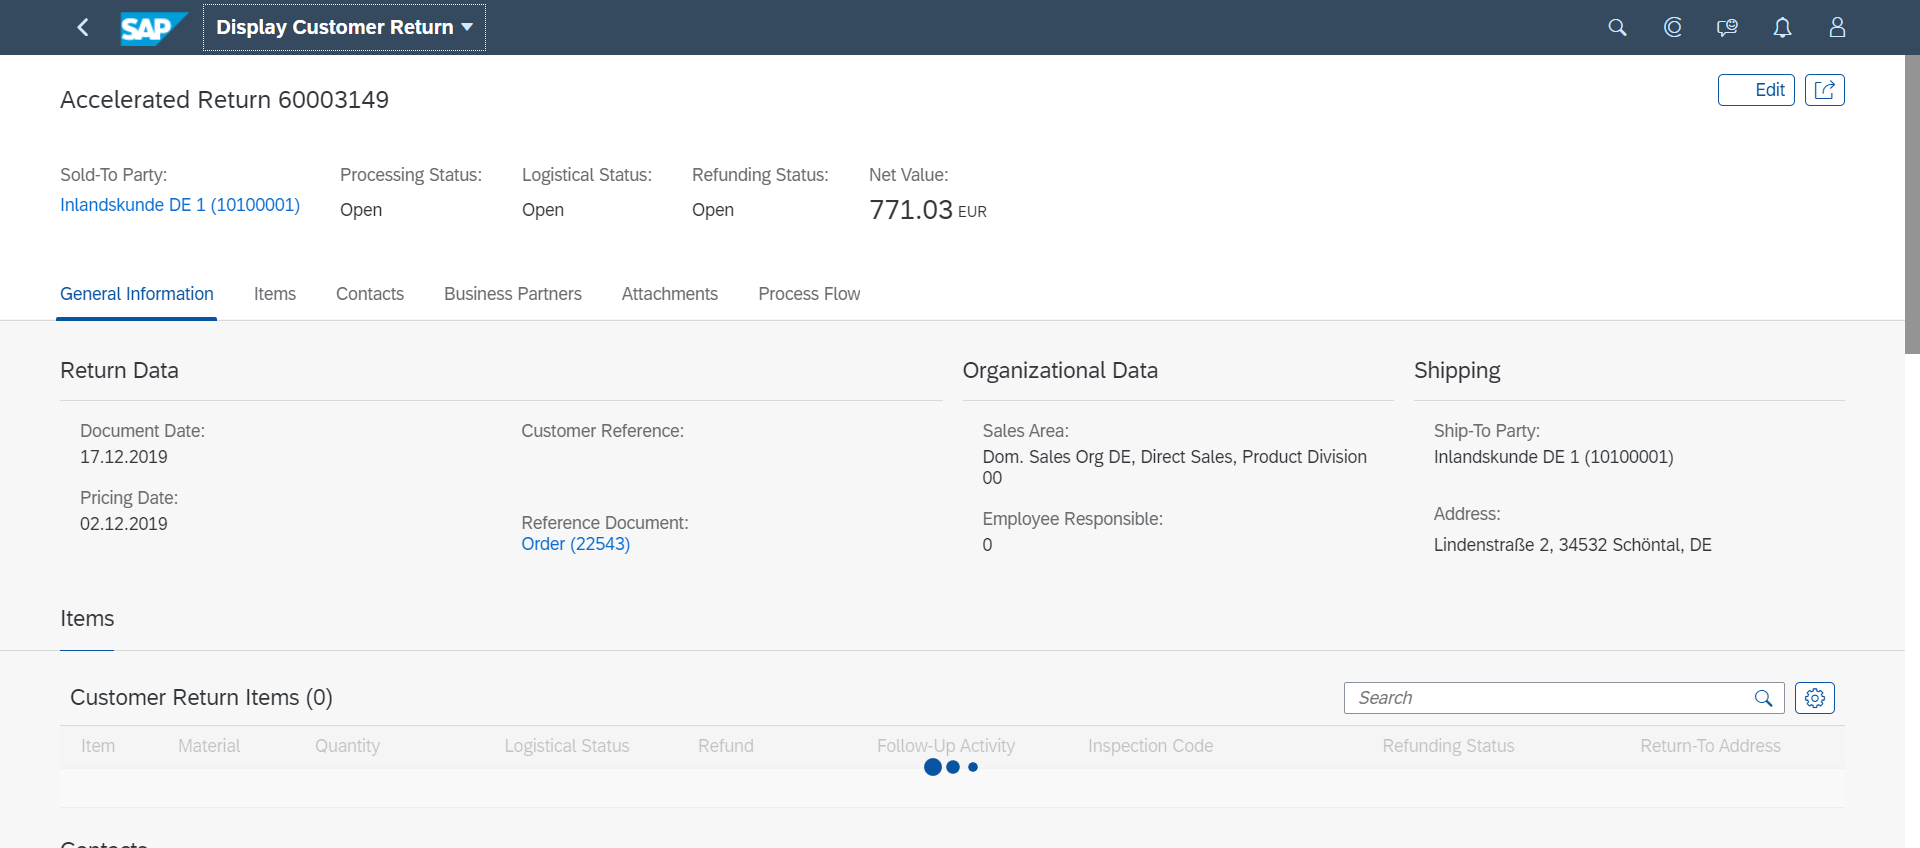 SAP Display Customer Return
Accelerated Return 60003149
Edit
Sold-To Party:
Inlandskunde DE 1 (10100001)
Processing Status:
Open
Logistical Status:
Open
Refunding Status:
Open
Net Value:
771.03 EUR
General Information Items Contacts Business Partners Attachments Process Flow
Return Data
Document Date:
17.12.2019
Pricing Date:
02.12.2019
Customer Reference:
Reference Document:
Order (22543)
Organizational Data
Sales Area:
Dom. Sales Org DE, Direct Sales, Product Division
00
Employee Responsible:
0
Shipping
Ship-To Party:
Inlandskunde DE 1 (10100001)
Address:
Lindenstraße 2, 34532 Schöntal, DE
Items
Customer Return Items (0)
Search
Item Material Quantity Logistical Status Refund Follow-Up Activity Inspection Code Refunding Status Return-To Address
Contacts